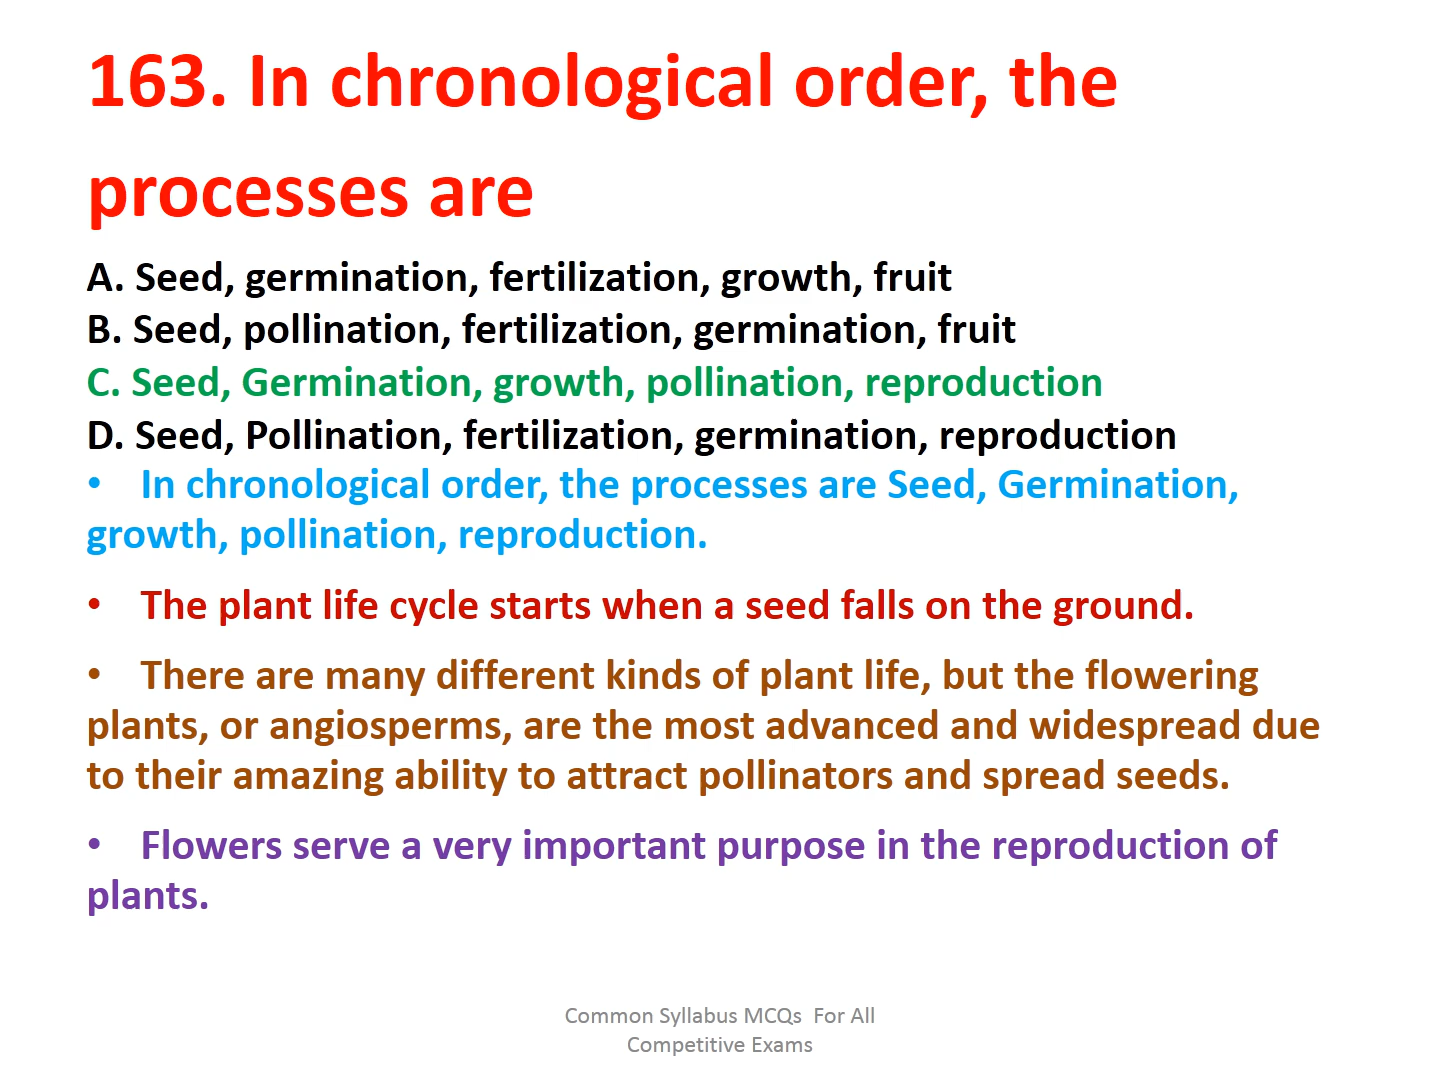 163. In chronological order, the
processes are
A. Seed, germination, fertilization, growth, fruit
B. Seed, pollination, fertilization, germination, fruit
C. Seed, Germination, growth, pollination, reproduction
D. Seed, Pollination, fertilization, germination, reproduction
• In chronological order, the processes are Seed, Germination,
growth, pollination, reproduction.
• The plant life cycle starts when a seed falls on the ground.
• There are many different kinds of plant life, but the flowering
plants, or angiosperms, are the most advanced and widespread due
to their amazing ability to attract pollinators and spread seeds.
• Flowers serve a very important purpose in the reproduction of
plants.
Common Syllabus MCQs For All
Competitive Exams